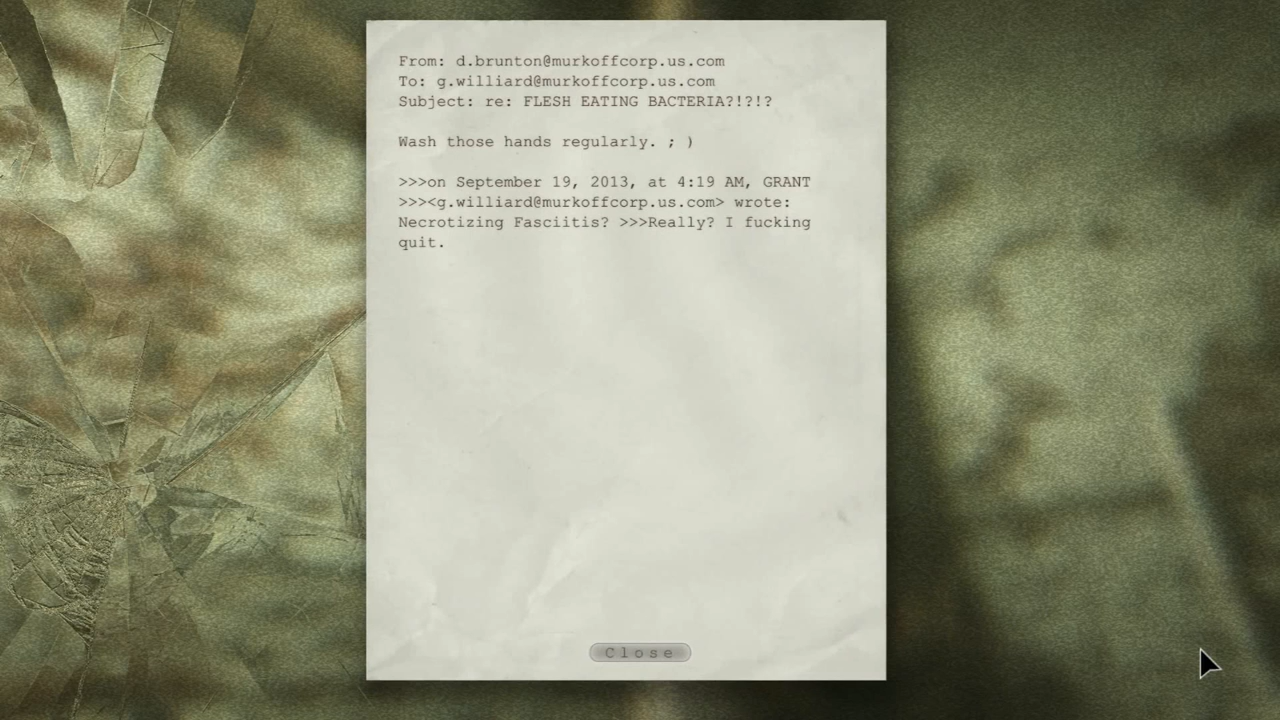 From: d.brunton@murkoffcorp.us.com
To: g.williard@murkoffcorp.us.com
Subject: re: FLESH EATING BACTERIA?!?!?
Wash those hands regularly. ; )
>>>on September 19, 2013, at 4:19 AM, GRANT
>>><g.williard@murkoffcorp.us.com> wrote:
Necrotizing Fasciitis? >>>Really? I fucking
quit.
Close